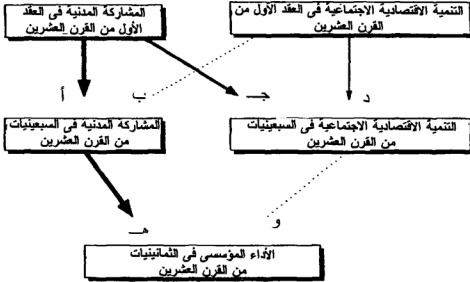 التنمية الاقتصادية الاجتماعية فى العقد الأول من
القرن العشرين
المشاركة المدنية فى العقد
الأول من القرن العشرين
أ
ب
جـ
د
التنمية الاقتصادية الاجتماعية فى السبعينيات
من القرن العشرين
المشاركة المدنية فى السبعينيات
من القرن العشرين
هـ
و
الأداء المؤسسى فى الثمانينيات
من القرن العشرين